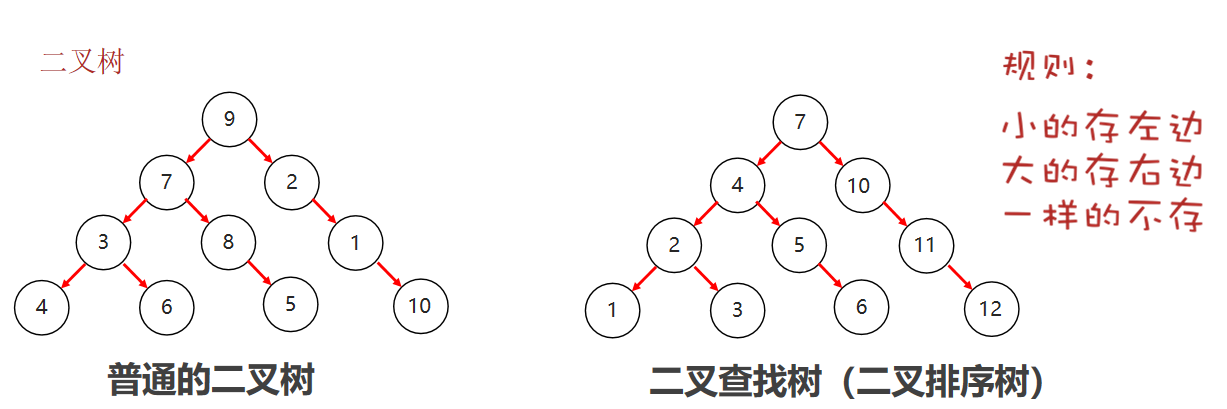 二叉树
9
7 2
3 8 1
4 6 5 10
普通的二叉树
7
4 10
2 5 11
1 3 6 12
二叉查找树（二叉排序树）
规则：
小的存左边
大的存右边
一样的不存